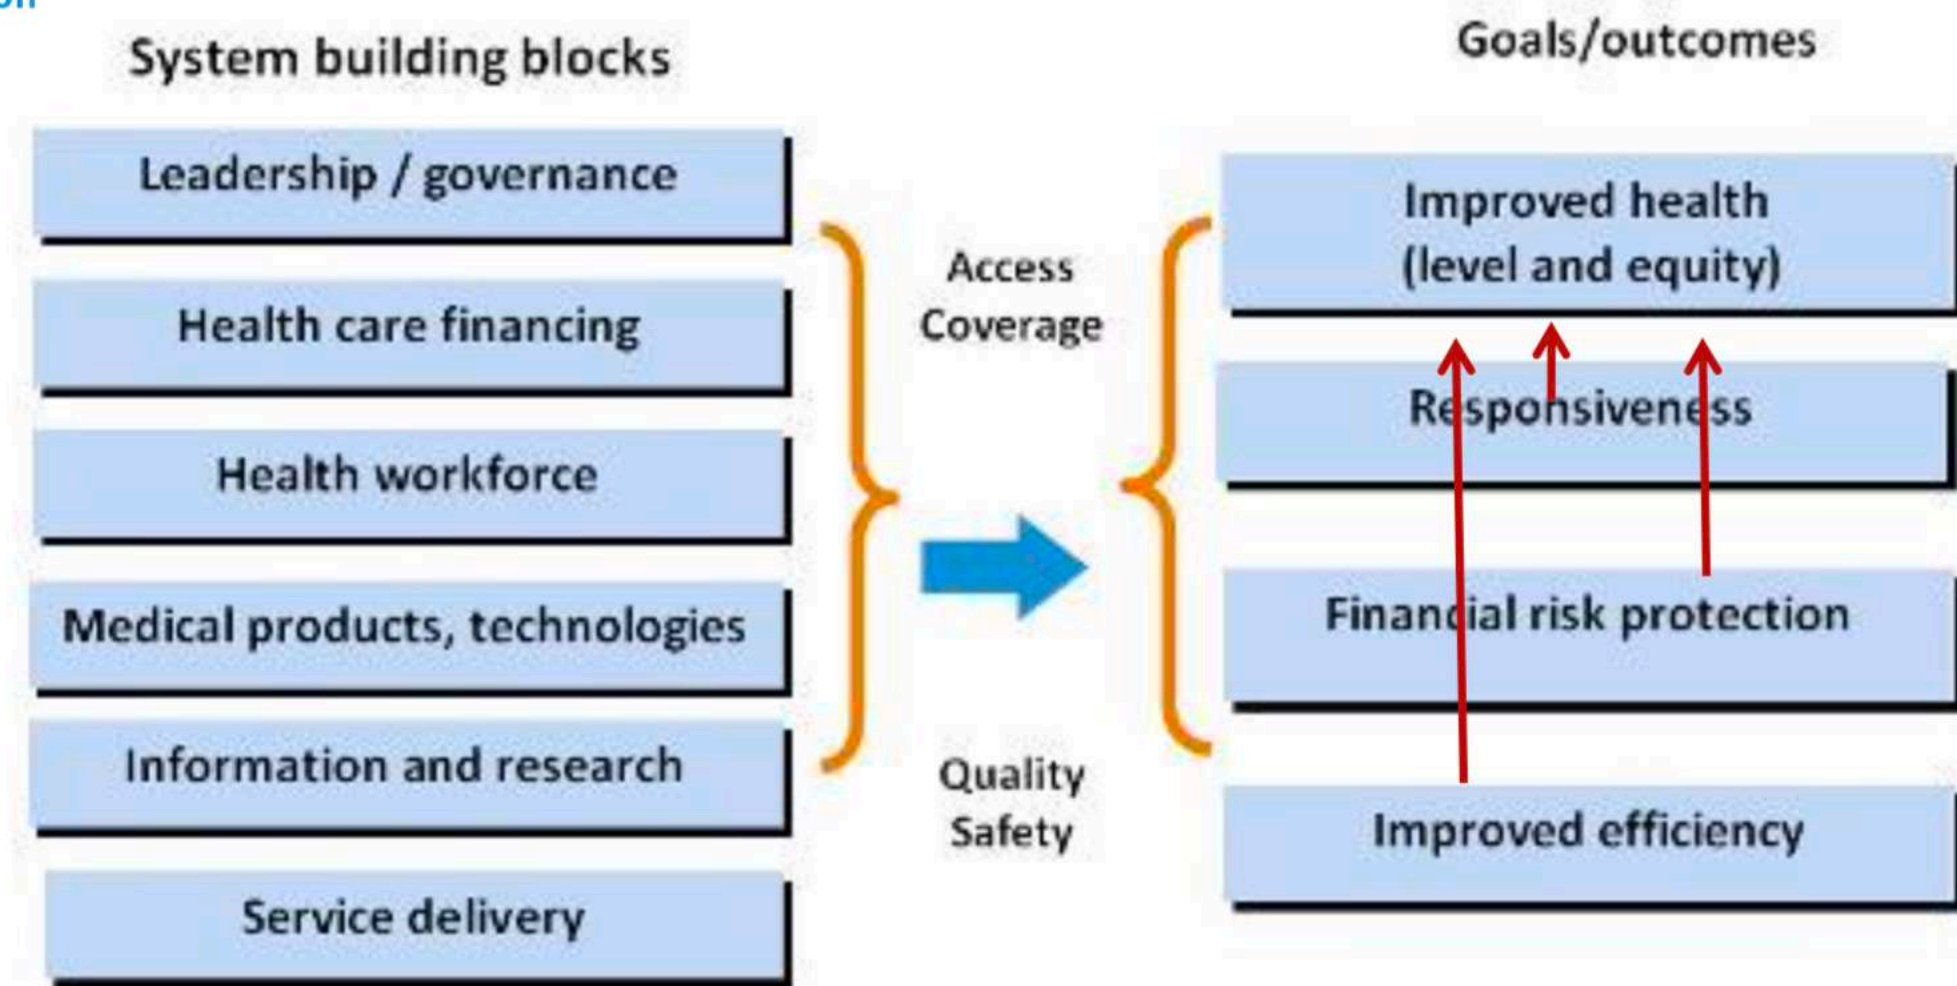 System building blocks
Leadership / governance
Health care financing
Health workforce
Medical products, technologies
Information and research
Service delivery
Access
Coverage
Quality
Safety
Goals/outcomes
Improved health
(level and equity)
Responsiveness
Financial risk protection
Improved efficiency